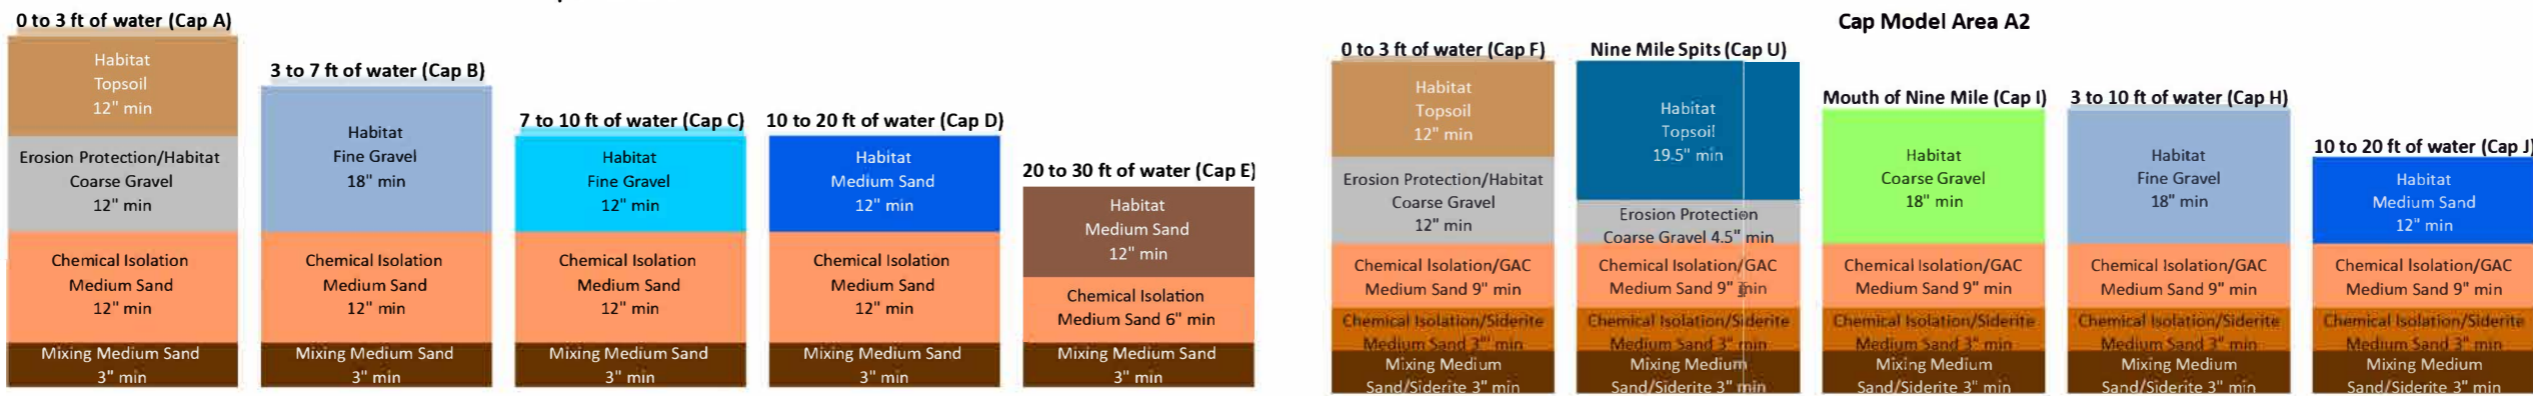 0 to 3 ft of water (Cap A)
Habitat
Topsoil
12" min
Erosion Protection/Habitat
Coarse Gravel
12" min
Chemical Isolation
Medium Sand
12" min
Mixing Medium Sand
3" min
3 to 7 ft of water (Cap B)
Habitat
Fine Gravel
18" min
Chemical Isolation
Medium Sand
12" min
Mixing Medium Sand
3" min
7 to 10 ft of water (Cap C)
Habitat
Fine Gravel
12" min
Chemical Isolation
Medium Sand
12" min
Mixing Medium Sand
3" min
10 to 20 ft of water (Cap D)
Habitat
Medium Sand
12" min
Chemical Isolation
Medium Sand
12" min
Mixing Medium Sand
3" min
20 to 30 ft of water (Cap E)
Habitat
Medium Sand
12" min
Chemical Isolation
Medium Sand 6" min
Mixing Medium Sand
3" min
Cap Model Area A2
0 to 3 ft of water (Cap F)
Habitat
Topsoil
12" min
Erosion Protection/Habitat
Coarse Gravel
12" min
Chemical Isolation/GAC
Medium Sand 9" min
Chemical Isolation/Siderite
Medium Sand 3" min
Mixing Medium
Sand/Siderite 3" min
Nine Mile Spits (Cap U)
Habitat
Topsoil
19.5" min
Erosion Protection
Coarse Gravel 4.5" min
Chemical Isolation/GAC
Medium Sand 9" min
Chemical Isolation/Siderite
Medium Sand 3" min
Mixing Medium
Sand/Siderite 3" min
Mouth of Nine Mile (Cap I)
Habitat
Coarse Gravel
18" min
Chemical Isolation/GAC
Medium Sand 9" min
Chemical Isolation/Siderite
Medium Sand 3" min
Mixing Medium
Sand/Siderite 3" min
3 to 10 ft of water (Cap H)
Habitat
Fine Gravel
18" min
Chemical Isolation/GAC
Medium Sand 9" min
Chemical Isolation/Siderite
Medium Sand 3" min
Mixing Medium
Sand/Siderite 3" min
10 to 20 ft of water (Cap J)
Habitat
Medium Sand
12" min
Chemical Isolation/GAC
Medium Sand 9" min
Chemical Isolation/Siderite
Medium Sand 3" min
Mixing Medium
Sand/Siderite 3" min